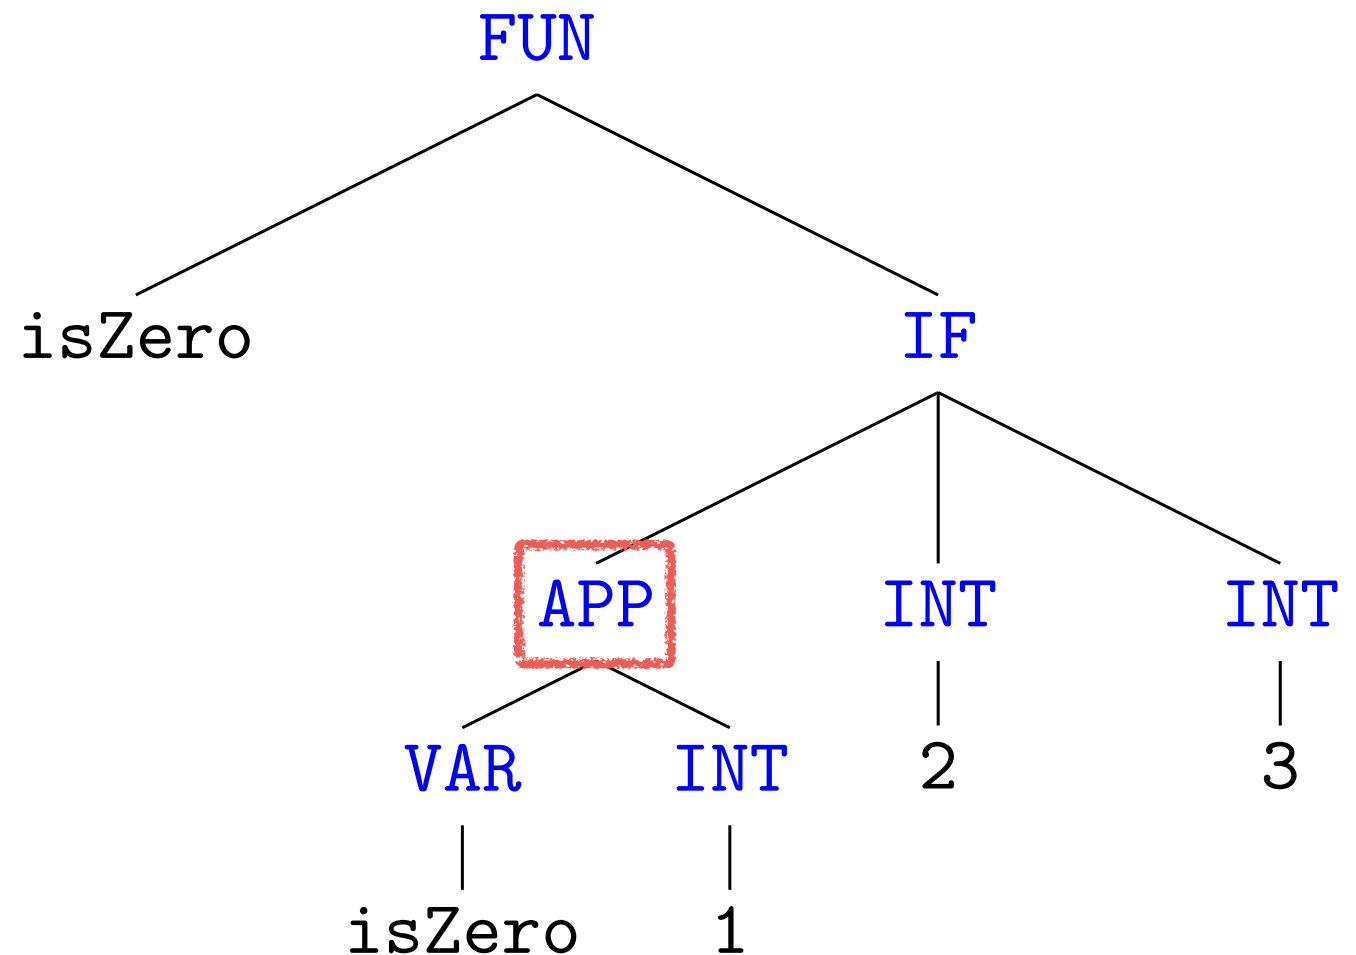 FUN
isZero IF
APP INT INT
VAR INT 2 3
isZero 1